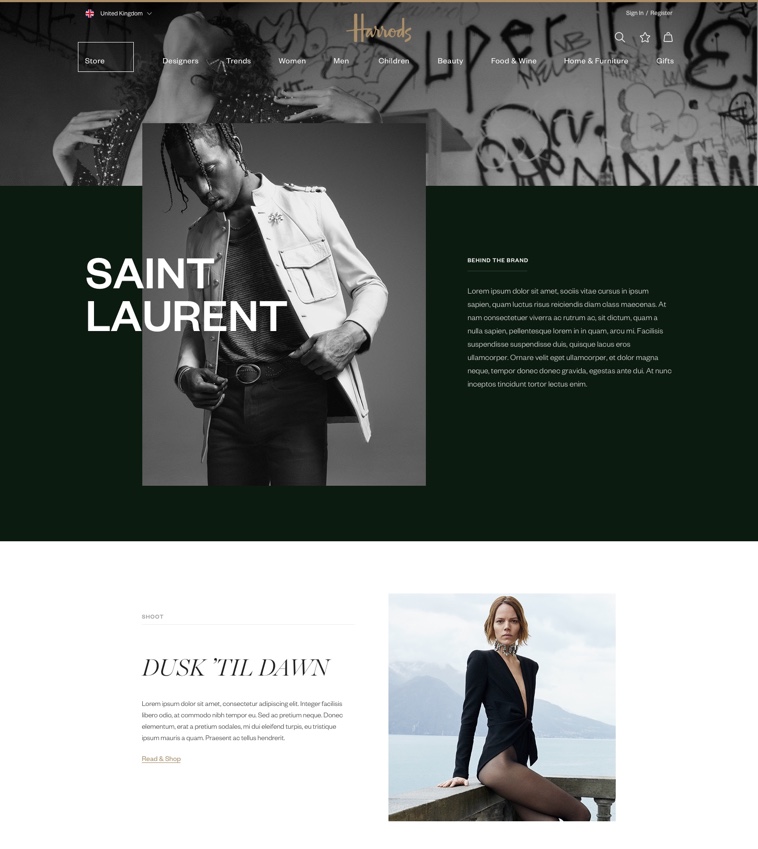 United Kingdom
Harrods
Sign In / Register
Store
Designers
Trends
Women
Men
Children
Beauty
Food & Wine
Home & Furniture
Gifts
SUPER
SAINT
LAURENT
BEHIND THE BRAND
Lorem ipsum dolor sit amet, sociis vitae cursus in ipsum
sapien, quam luctus risus reiciendis diam class maecenas. At
nam consectetuer viverra ac rutrum ac, sit dictum, quam a
nulla sapien, pellentesque lorem in in quam, arcu mi. Facilisis
suspendisse suspendisse duis, quisque lacus eros
ullamcorper. Ornare velit eget ullamcorper, et dolor magna
neque, tempor donec donec gravida, egestas ante dui. At nunc
inceptos tincidunt tortor lectus enim.
SHOOT
DUSK ’TIL DAWN
Lorem ipsum dolor sit amet, consectetur adipiscing elit. Integer facilisis
libero odio, at commodo nibh tempor eu. Sed ac pretium neque. Donec
elementum, erat a pretium sodales, mi dui eleifend turpis, eu tristique
ipsum mauris a quam. Praesent ac tellus hendrerit.
Read & Shop